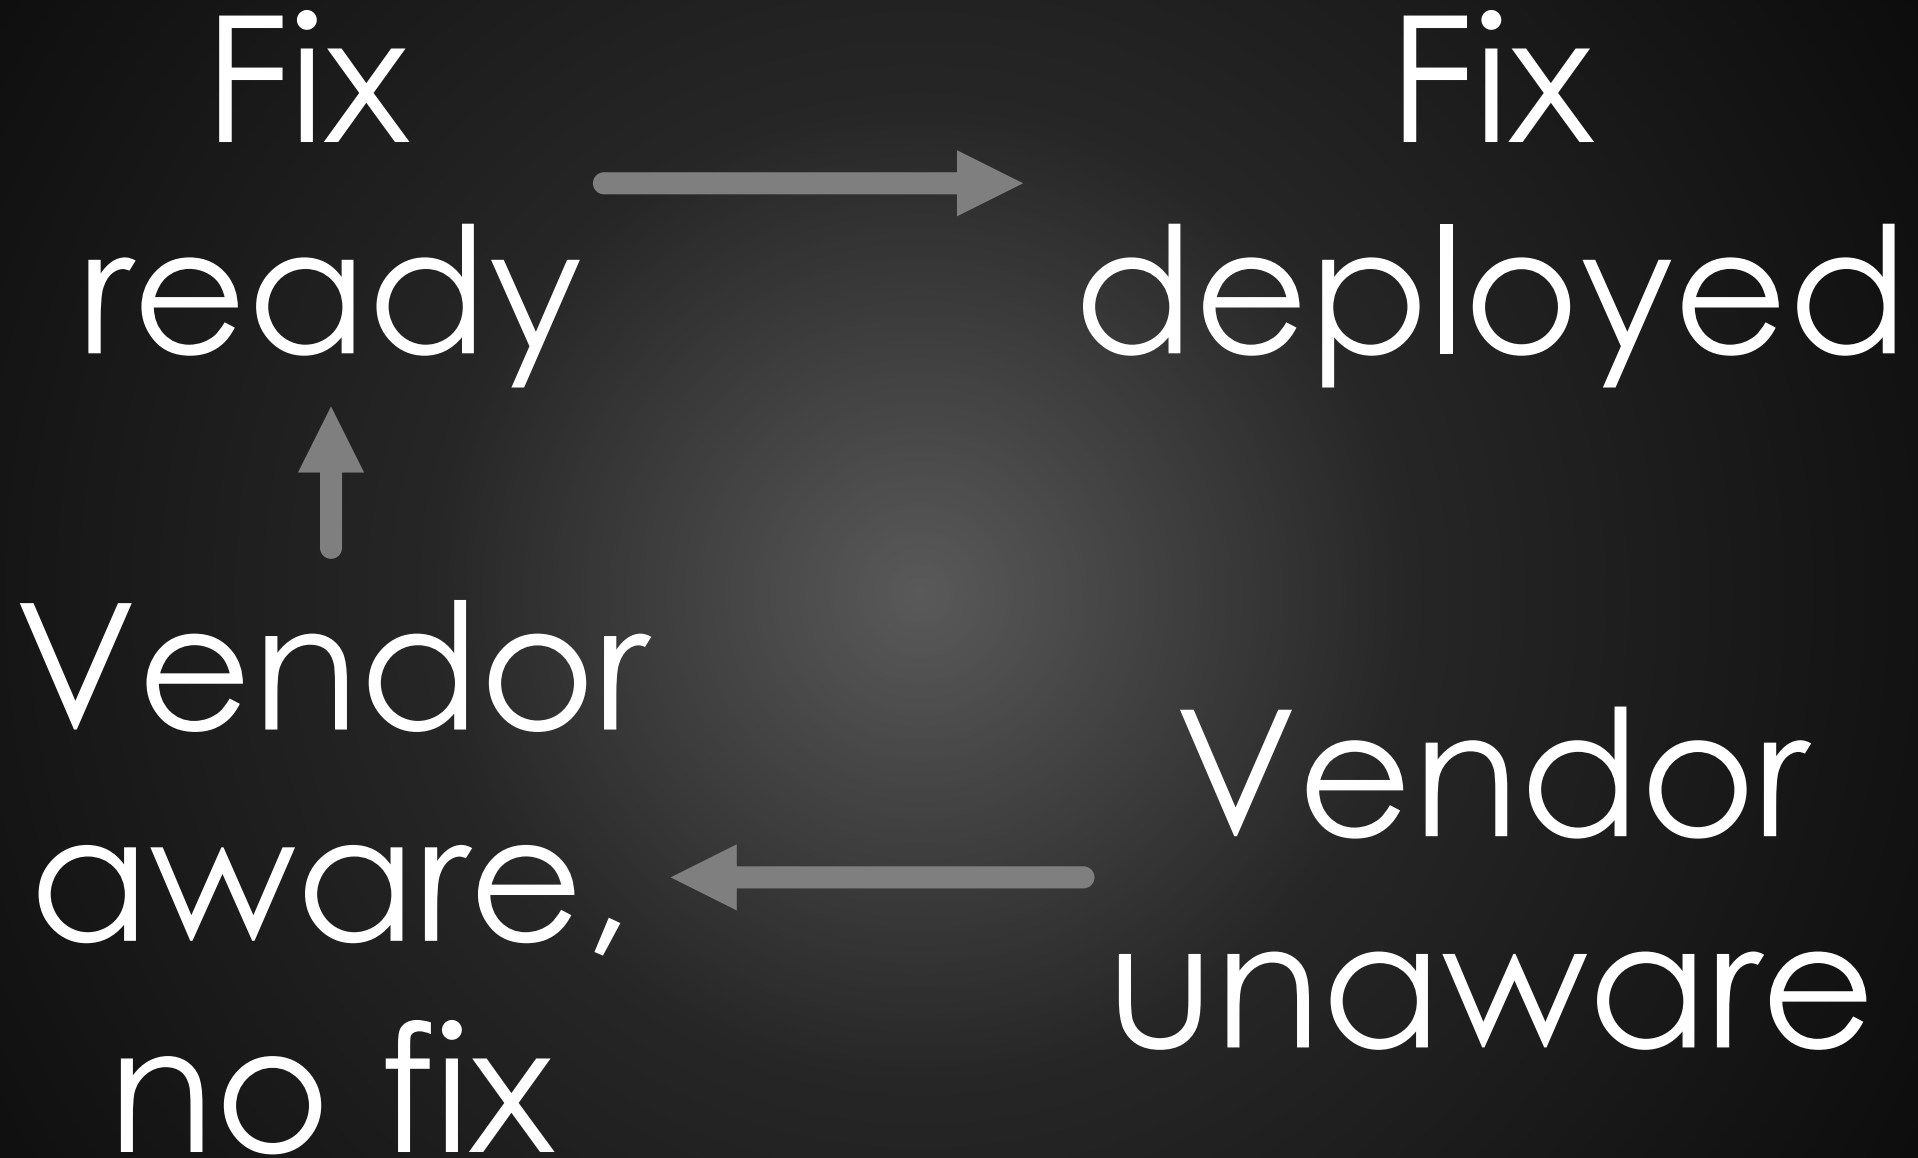 Fix
ready
Fix
deployed
Vendor
aware,
no fix
Vendor
unaware